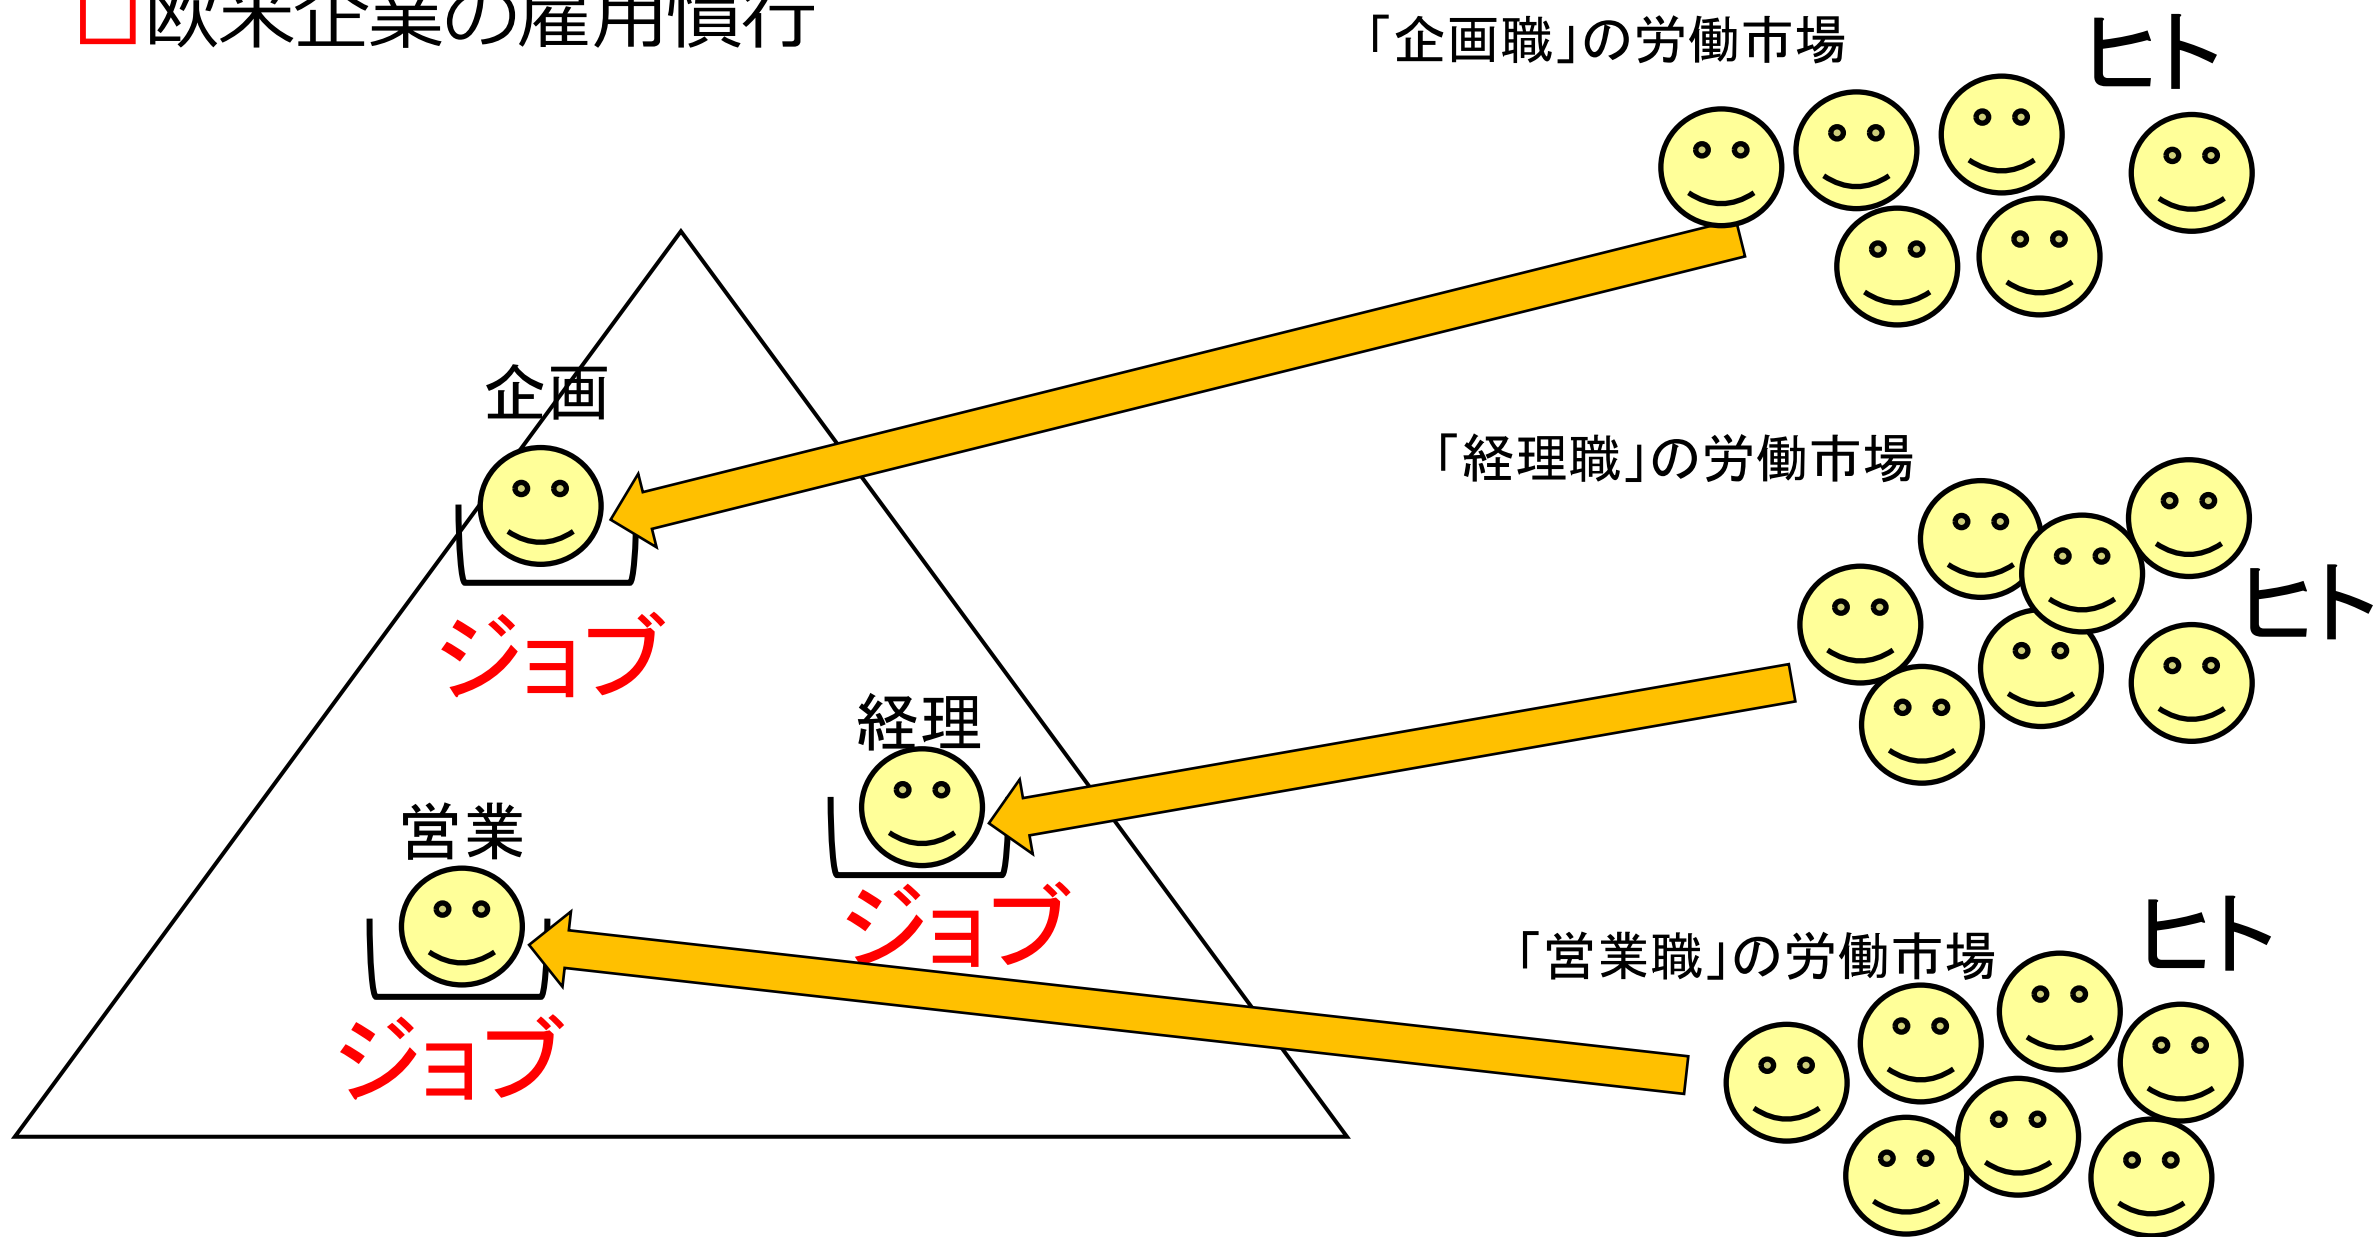 □欧米企業の雇用慣行
「企画職」の労働市場
ヒト
企画
ジョブ
「経理職」の労働市場
ヒト
経理
ジョブ
営業
ジョブ
「営業職」の労働市場
ヒト